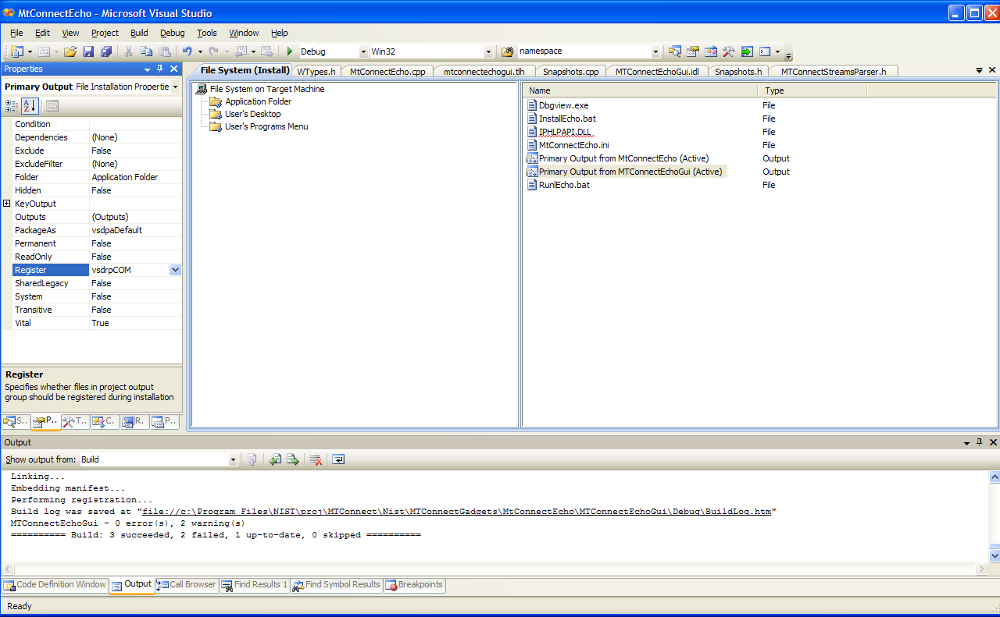 MtConnectEcho - Microsoft Visual Studio
File Edit View Project Build Debug Tools Window Help
Debug Win32 namespace
Properties
Primary Output File Installation Propertie
Condition
Dependencies (None)
Exclude False
ExcludeFilter (None)
Folder Application Folder
Hidden False
KeyOutput
Outputs (Outputs)
PackageAs vsdpaDefault
Permanent False
ReadOnly False
Register vsdrpCOM
SharedLegacy False
System False
Transitive False
Vital True
Register
Specifies whether files in project output
group should be registered during installation
S.. P.. T... C. R. P..
File System (Install) WTypes.h MtConnectEcho.cpp mtconnectechogui.tlh Snapshots.cpp MTConnectEchoGui.idl Snapshots.h MTConnectStreamsParser.h
File System on Target Machine
Application Folder
User's Desktop
User's Programs Menu
Name Type
Dbgview.exe File
InstallEcho.bat File
IPHLPAPI.DLL File
MtConnectEcho.ini File
Primary Output from MtConnectEcho (Active) Output
Primary Output from MTConnectEchoGui (Active) Output
RunlEcho.bat File
Output
Show output from: Build
Linking...
Embedding manifest...
Performing registration...
Build log was saved at "file://c:\Program Files\NIST\proj\MTConnect\Nist\MTConnectGadgets\MtConnectEcho\MTConnectEchoGui\Debug\BuildLog.htm"
MTConnectEchoGui - 0 error(s), 2 warning(s)
========== Build: 3 succeeded, 2 failed, 1 up-to-date, 0 skipped ==========
Code Definition Window Output Call Browser Find Results 1 Find Symbol Results Breakpoints
Ready